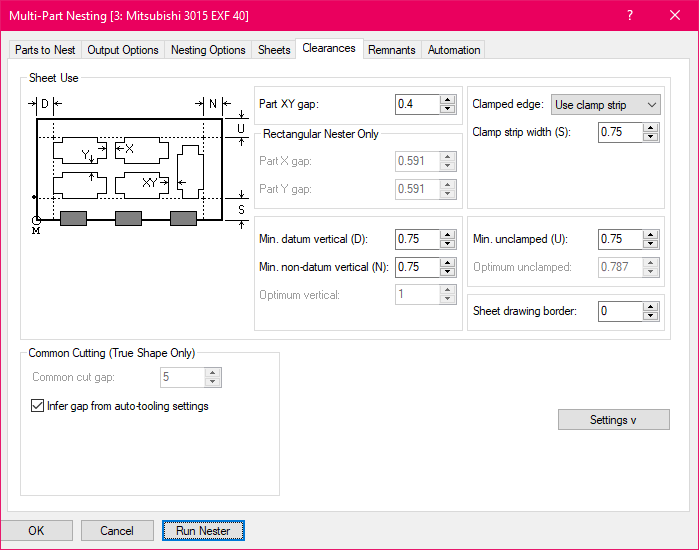 Multi-Part Nesting [3: Mitsubishi 3015 EXF 40]
? ×
Parts to Nest Output Options Nesting Options Sheets Clearances Remnants Automation
Sheet Use
D N
U
Y X
XY
S
M
Part XY gap: 0.4
Rectangular Nester Only
Part X gap: 0.591
Part Y gap: 0.591
Clamped edge: Use clamp strip
Clamp strip width (S): 0.75
Min. datum vertical (D): 0.75
Min. non-datum vertical (N): 0.75
Optimum vertical: 1
Min. unclamped (U): 0.75
Optimum unclamped: 0.787
Sheet drawing border: 0
Common Cutting (True Shape Only)
Common cut gap: 5
Infer gap from auto-tooling settings
Settings v
OK Cancel Run Nester